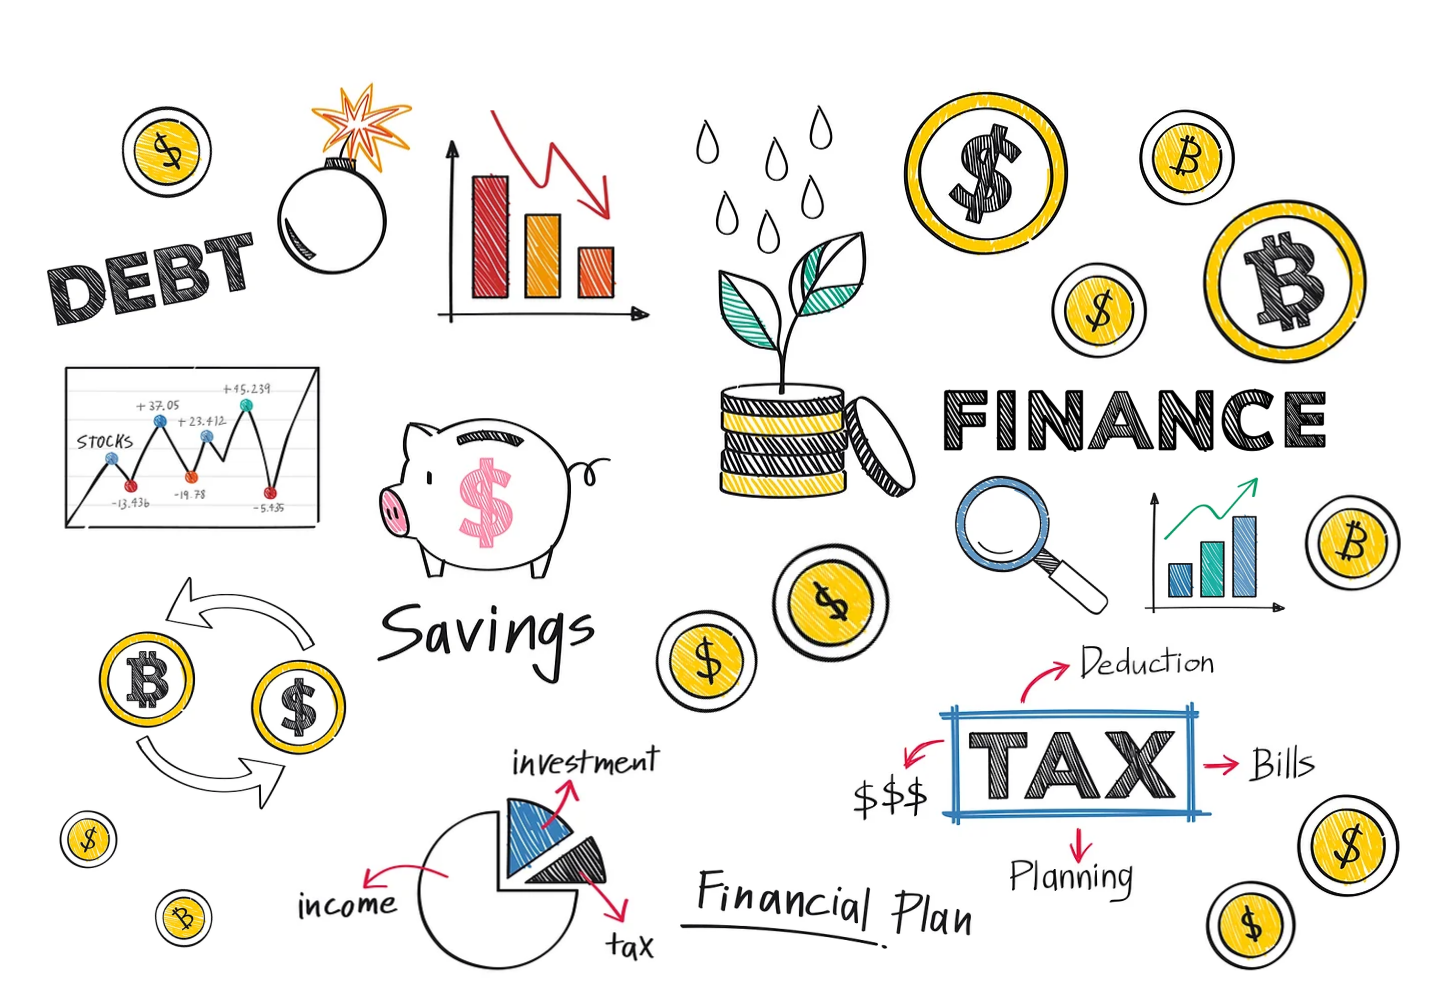 $
DEBT
$
₿
$
₿
$
FINANCE
STOCKS
+37.05
+23.412
+45.239
-13.436
-19.78
-5.435
$
Savings
₿
$
₿
$
$
$
₿
Deduction
TAX
$$$
Bills
Planning
investment
income
tax
Financial Plan
$
$